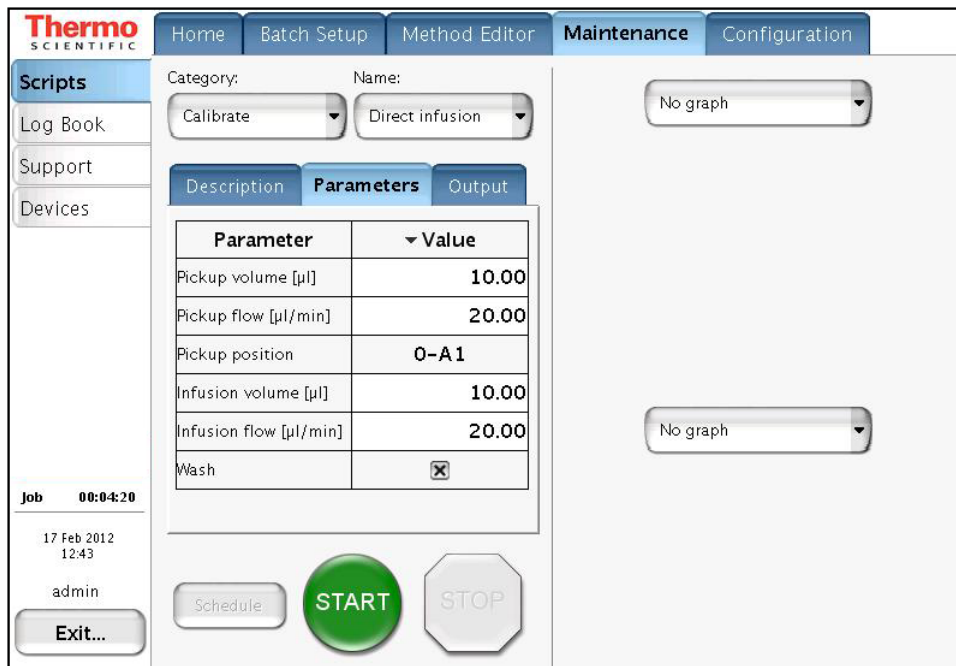 Thermo
SCIENTIFIC
Home
Batch Setup
Method Editor
Maintenance
Configuration
Scripts
Log Book
Support
Devices
Category:
Name:
Calibrate
Direct infusion
No graph
Description
Parameters
Output
Parameter
Value
Pickup volume [µl]
10.00
Pickup flow [µl/min]
20.00
Pickup position
0-A1
Infusion volume [µl]
10.00
Infusion flow [µl/min]
20.00
Wash
No graph
Job 00:04:20
17 Feb 2012
12:43
admin
Exit...
Schedule
START
STOP